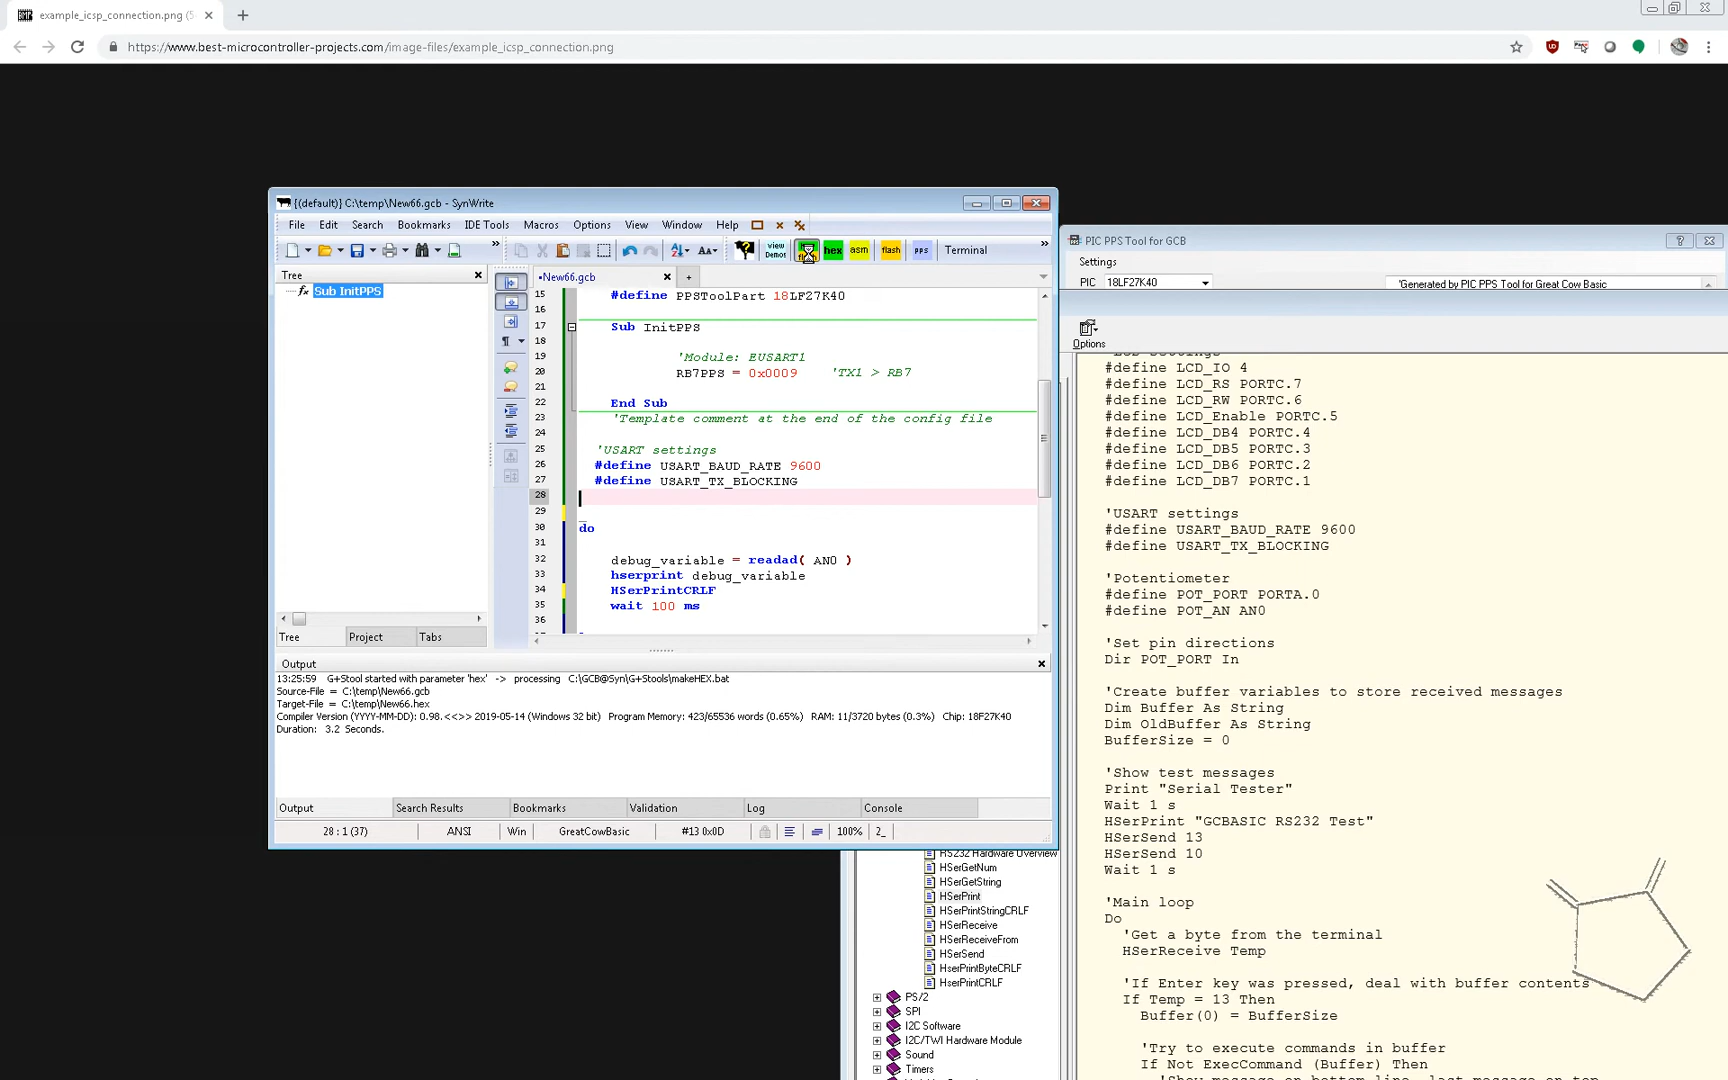 example_icsp_connection.png (5
https://www.best-microcontroller-projects.com/image-files/example_icsp_connection.png
{(default)} C:\temp\New66.gcb - SynWrite
File Edit Search Bookmarks IDE Tools Macros Options View Window Help
view Demos hex asm flash pps Terminal
Tree
Sub InitPPS
•New66.gcb
15 #define PPSToolPart 18LF27K40
16
17 Sub InitPPS
18
19 'Module: EUSART1
20 RB7PPS = 0x0009 'TX1 > RB7
21
22 End Sub
23 'Template comment at the end of the config file
24
25 'USART settings
26 #define USART_BAUD_RATE 9600
27 #define USART_TX_BLOCKING
28
29
30 do
31
32 debug_variable = readad( AN0 )
33 hserprint debug_variable
34 HSerPrintCRLF
35 wait 100 ms
36
Tree Project Tabs
Output
13:25:59 G+Stool started with parameter 'hex' -> processing C:\GCB@Syn\G+Stools\makeHEX.bat
Source-File = C:\temp\New66.gcb
Target-File = C:\temp\New66.hex
Compiler Version (YYYY-MM-DD): 0.98.<<>> 2019-05-14 (Windows 32 bit) Program Memory: 423/65536 words (0.65%) RAM: 11/3720 bytes (0.3%) Chip: 18F27K40
Duration: 3.2 Seconds.
Output Search Results Bookmarks Validation Log Console
28 : 1 (37) ANSI Win GreatCowBasic #13 0x0D 100% 2_
RS232 Hardware Overview
HSerGetNum
HSerGetString
HSerPrint
HSerPrintStringCRLF
HSerReceive
HSerReceiveFrom
HSerSend
HserPrintByteCRLF
HserPrintCRLF
PS/2
SPI
I2C Software
I2C/TWI Hardware Module
Sound
Timers
PIC PPS Tool for GCB
Settings
PIC 18LF27K40
'Generated by PIC PPS Tool for Great Cow Basic
Options
#define LCD_IO 4
#define LCD_RS PORTC.7
#define LCD_RW PORTC.6
#define LCD_Enable PORTC.5
#define LCD_DB4 PORTC.4
#define LCD_DB5 PORTC.3
#define LCD_DB6 PORTC.2
#define LCD_DB7 PORTC.1
'USART settings
#define USART_BAUD_RATE 9600
#define USART_TX_BLOCKING
'Potentiometer
#define POT_PORT PORTA.0
#define POT_AN AN0
'Set pin directions
Dir POT_PORT In
'Create buffer variables to store received messages
Dim Buffer As String
Dim OldBuffer As String
BufferSize = 0
'Show test messages
Print "Serial Tester"
Wait 1 s
HSerPrint "GCBASIC RS232 Test"
HSerSend 13
HSerSend 10
Wait 1 s
'Main loop
Do
'Get a byte from the terminal
HSerReceive Temp
'If Enter key was pressed, deal with buffer contents
If Temp = 13 Then
Buffer(0) = BufferSize
'Try to execute commands in buffer
If Not ExecCommand (Buffer) Then